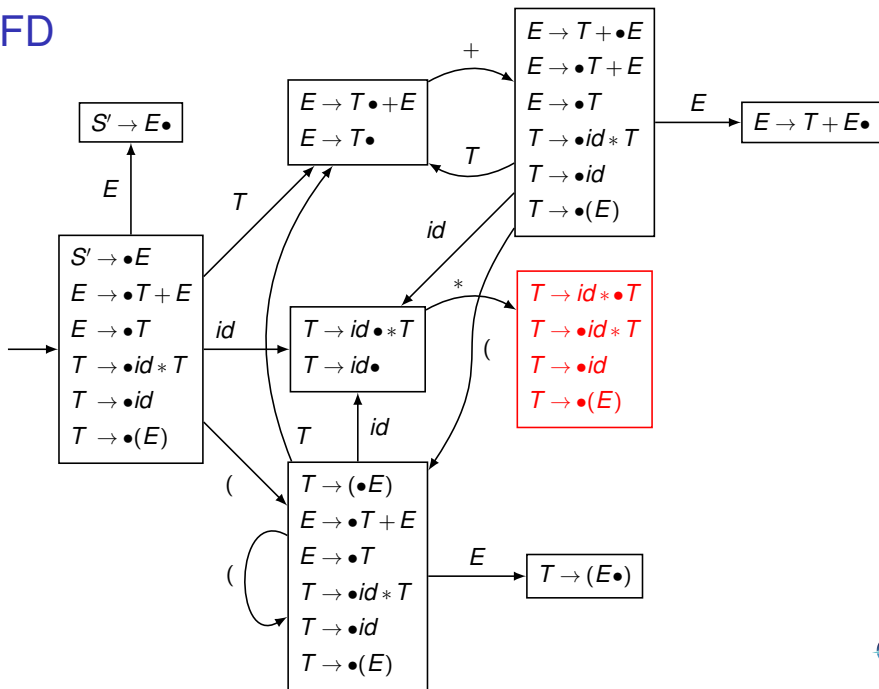 FD
S′ → E•
E
S′ → •E
E → •T + E
E → •T
T → •id * T
T → •id
T → •(E)
T
id
(
E → T • +E
E → T•
+
T
E → T + •E
E → •T + E
E → •T
T → •id * T
T → •id
T → •(E)
E
E → T + E•
id
(
T → id • *T
T → id•
*
T → id * •T
T → •id * T
T → •id
T → •(E)
T
id
(
T → (•E)
E → •T + E
E → •T
T → •id * T
T → •id
T → •(E)
E
T → (E•)